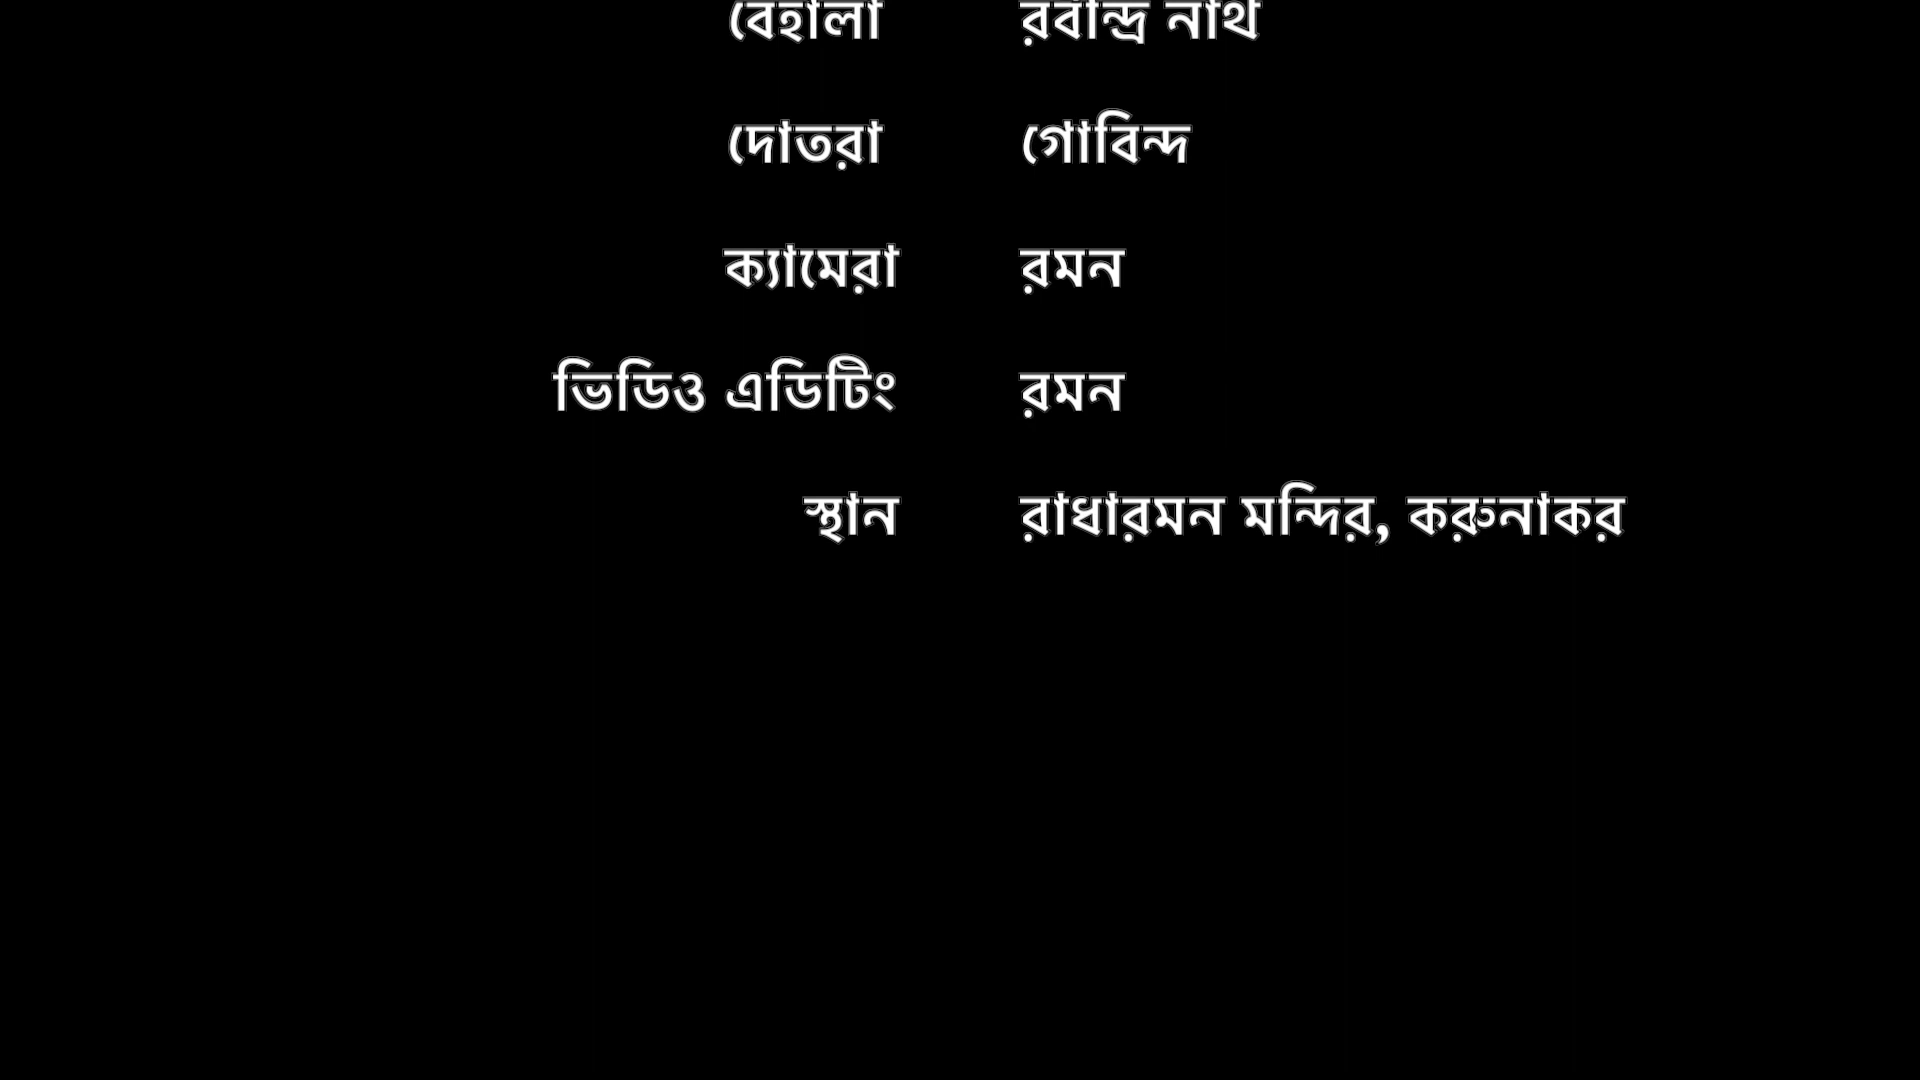 বেহালা রবীন্দ্র নাথ
দোতরা গোবিন্দ
ক্যামেরা রমন
ভিডিও এডিটিং রমন
স্থান রাধারমন মন্দির, করুনাকর